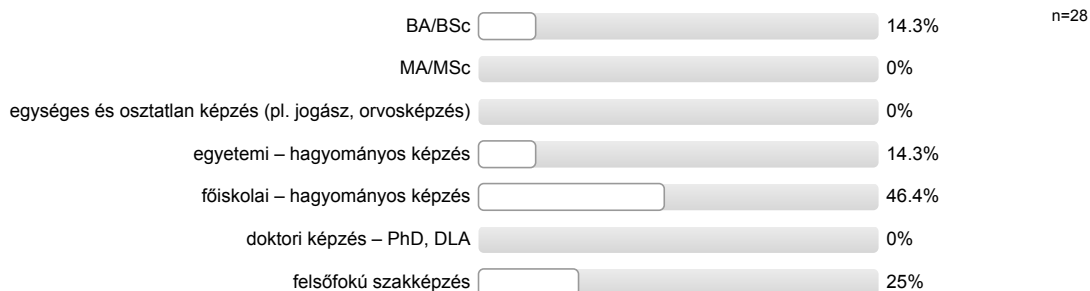 BA/BSc 14.3% n=28
MA/MSc 0%
egységes és osztatlan képzés (pl. jogász, orvosképzés) 0%
egyetemi – hagyományos képzés 14.3%
főiskolai – hagyományos képzés 46.4%
doktori képzés – PhD, DLA 0%
felsőfokú szakképzés 25%